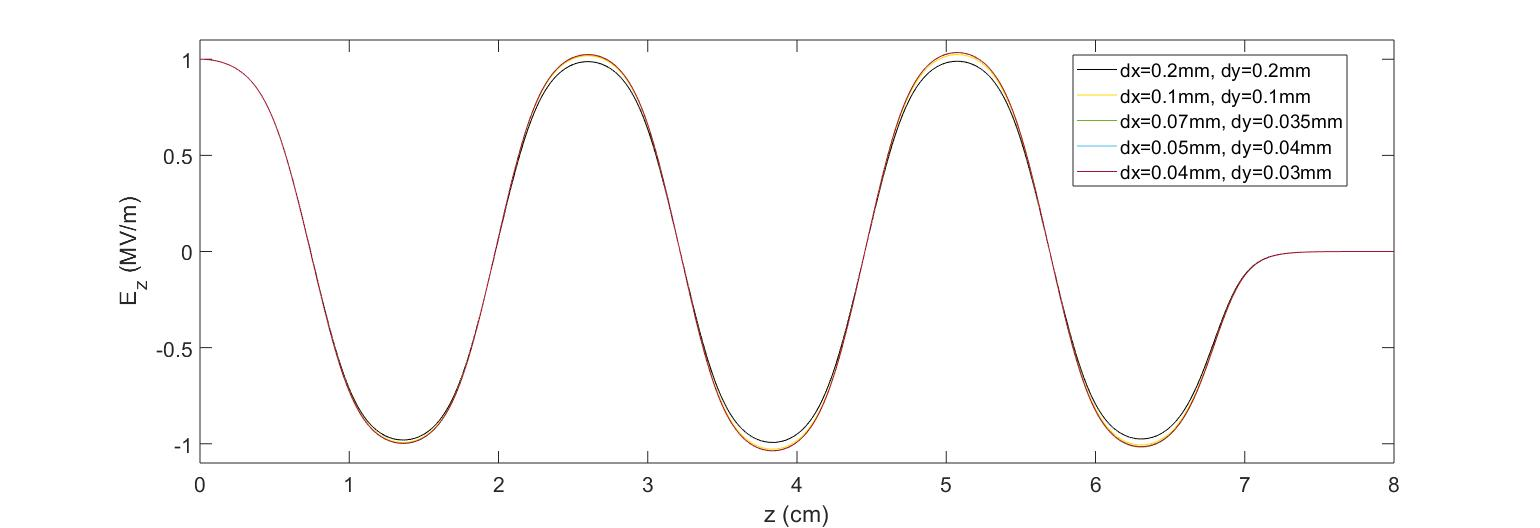 1
0.5
0
-0.5
-1
E_z (MV/m)
dx=0.2mm, dy=0.2mm
dx=0.1mm, dy=0.1mm
dx=0.07mm, dy=0.035mm
dx=0.05mm, dy=0.04mm
dx=0.04mm, dy=0.03mm
0 1 2 3 4 5 6 7 8
z (cm)